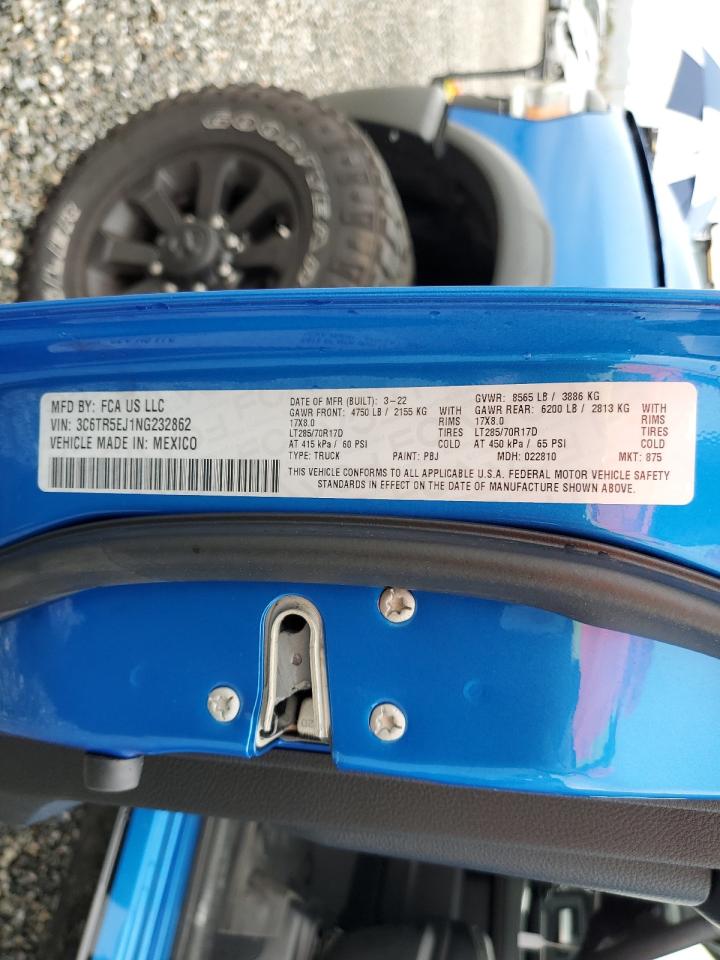 GOODYEAR
MFD BY: FCA US LLC
VIN: 3C6TR5EJ1NG232862
VEHICLE MADE IN: MEXICO
DATE OF MFR (BUILT): 3-22
GVWR: 8565 LB / 3886 KG
GAWR FRONT: 4750 LB / 2155 KG WITH
17X8.0 RIMS
LT285/70R17D TIRES
AT 415 kPa / 60 PSI COLD
GAWR REAR: 6200 LB / 2813 KG WITH
17X8.0 RIMS
LT285/70R17D TIRES
AT 450 kPa / 65 PSI COLD
TYPE: TRUCK PAINT: PBJ MDH: 022810 MKT: 875
THIS VEHICLE CONFORMS TO ALL APPLICABLE U.S.A. FEDERAL MOTOR VEHICLE SAFETY
STANDARDS IN EFFECT ON THE DATE OF MANUFACTURE SHOWN ABOVE.